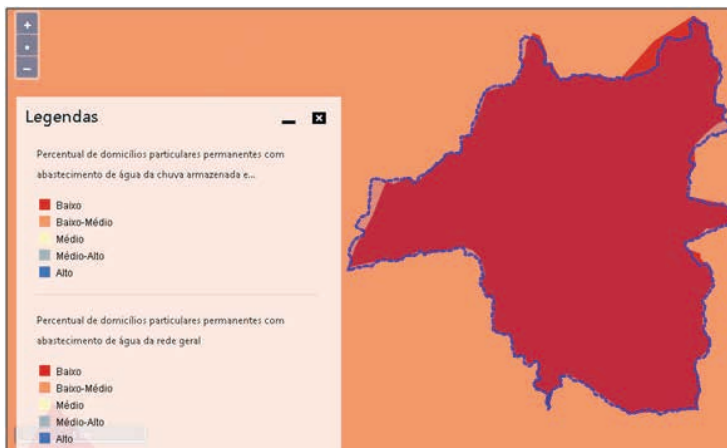 Legendas
Percentual de domicílios particulares permanentes com
abastecimento de água da chuva armazenada e...
Baixo
Baixo-Médio
Médio
Médio-Alto
Alto
Percentual de domicílios particulares permanentes com
abastecimento de água da rede geral
Baixo
Baixo-Médio
Médio
Médio-Alto
Alto